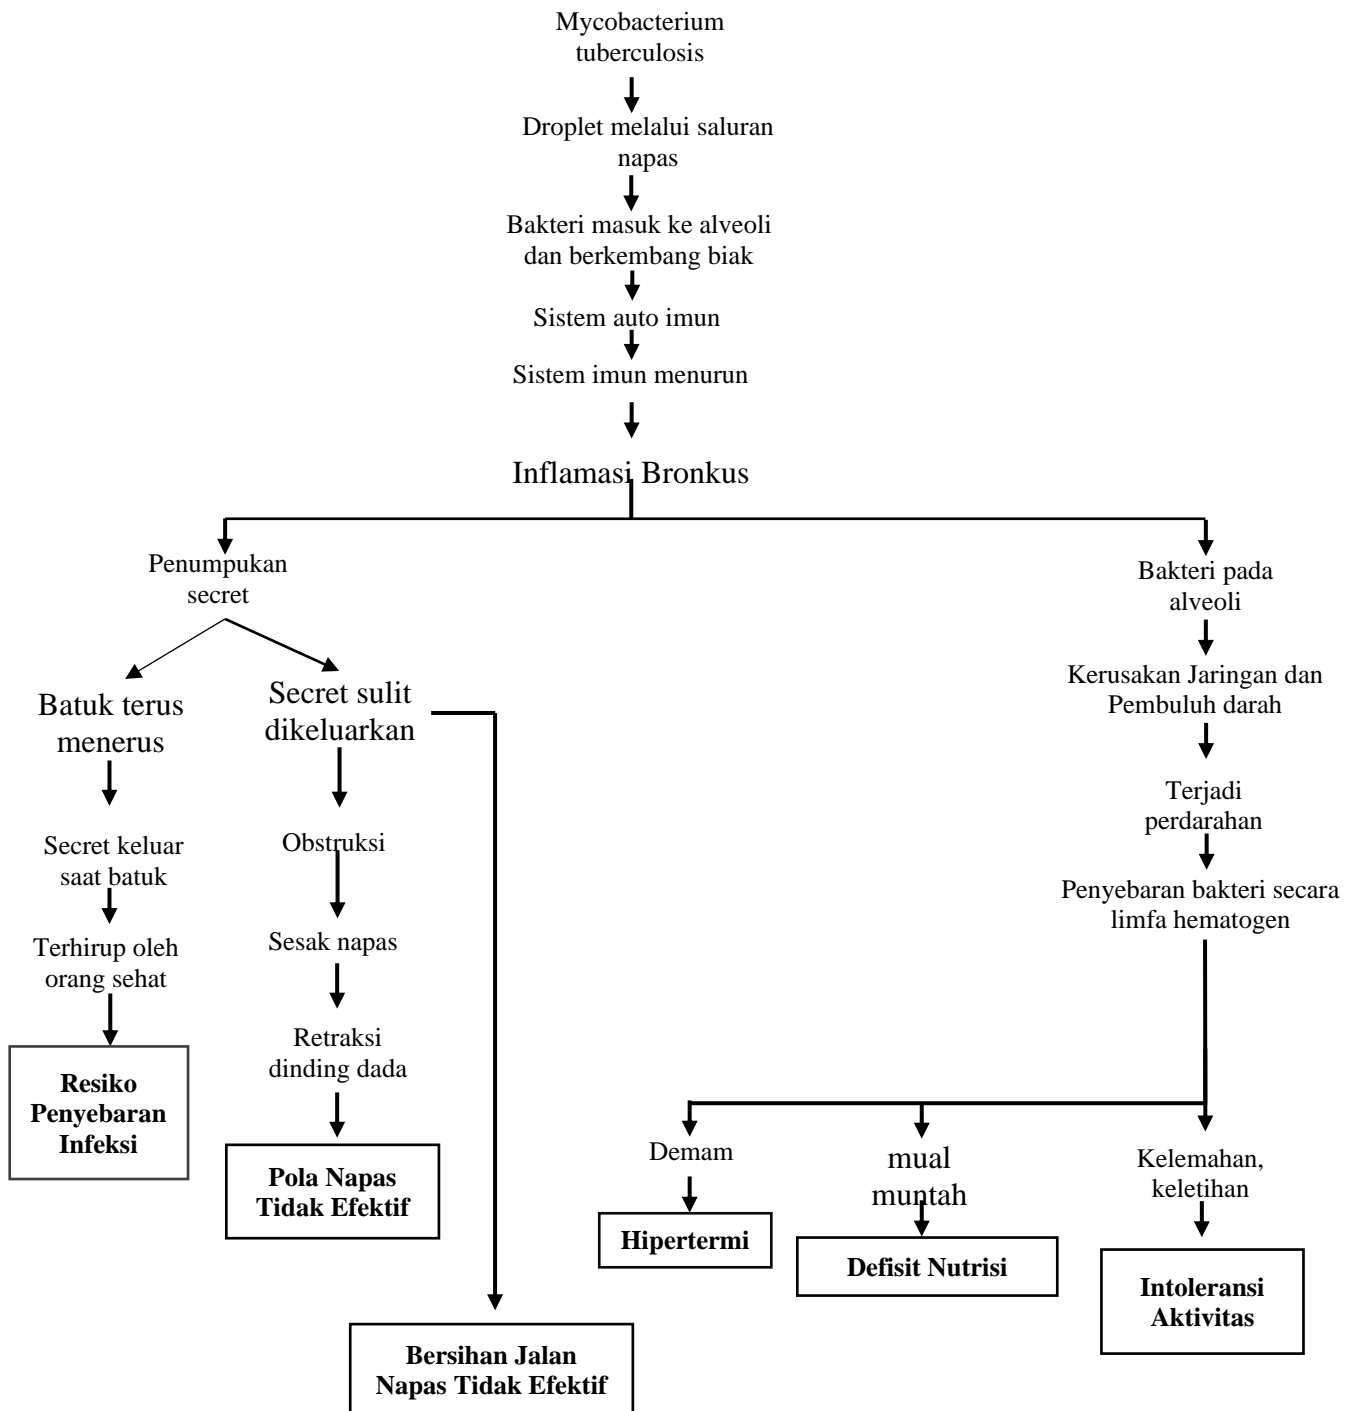 Mycobacterium
tuberculosis
Droplet melalui saluran
napas
Bakteri masuk ke alveoli
dan berkembang biak
Sistem auto imun
Sistem imun menurun
Inflamasi Bronkus
Penumpukan
secret
Batuk terus
menerus
Secret keluar
saat batuk
Terhirup oleh
orang sehat
Resiko
Penyebaran
Infeksi
Secret sulit
dikeluarkan
Obstruksi
Sesak napas
Retraksi
dinding dada
Pola Napas
Tidak Efektif
Bersihan Jalan
Napas Tidak Efektif
Bakteri pada
alveoli
Kerusakan Jaringan dan
Pembuluh darah
Terjadi
perdarahan
Penyebaran bakteri secara
limfa hematogen
Demam
Hipertermi
mual
muntah
Defisit Nutrisi
Kelemahan,
keletihan
Intoleransi
Aktivitas